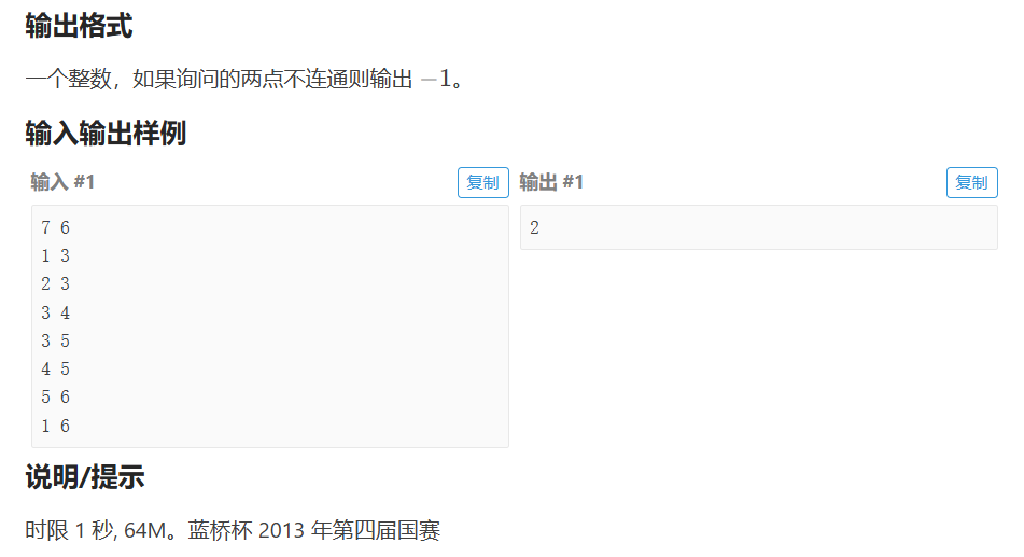 输出格式
一个整数，如果询问的两点不连通则输出 −1。
输入输出样例
输入 #1 复制 输出 #1 复制
7 6 2
1 3
2 3
3 4
3 5
4 5
5 6
1 6
说明/提示
时限 1 秒, 64M。蓝桥杯 2013 年第四届国赛